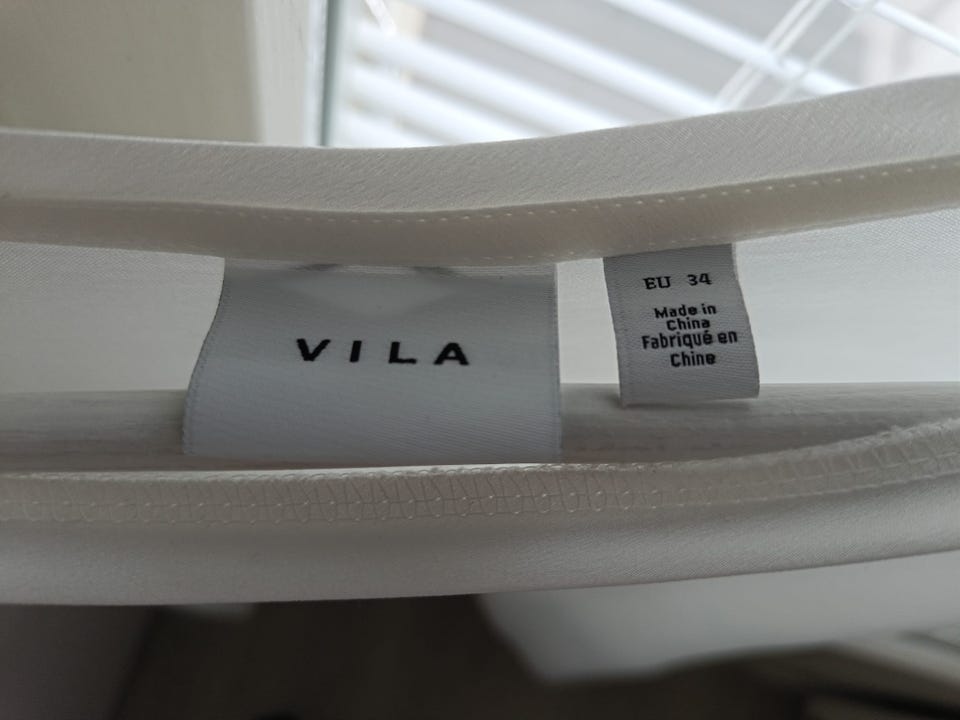 VILA
EU 34
Made in
China
Fabriqué en
Chine